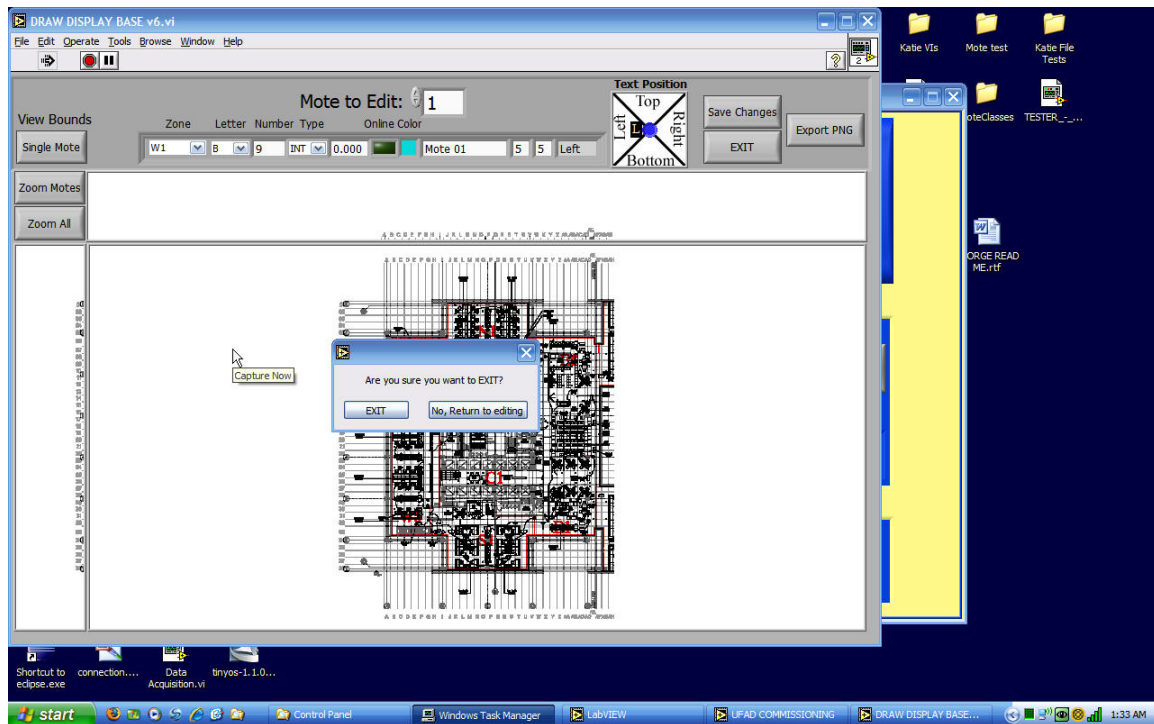 DRAW DISPLAY BASE v6.vi
File Edit Operate Tools Browse Window Help
2
Mote to Edit: 1
Text Position
Top
Left
L
Right
Bottom
View Bounds
Single Mote
Zone Letter Number Type Online Color
W1 B 9 INT 0.000 Mote 01 5 5 Left
Save Changes
EXIT
Export PNG
Zoom Motes
Zoom All
Capture Now
Are you sure you want to EXIT?
EXIT
No, Return to editing
C1
S1
Katie VIs
Mote test
Katie File
Tests
oteClasses
TESTER_-_...
ORGE READ
ME.rtf
Shortcut to
eclipse.exe
connection....
Data
Acquisition.vi
tinyos-1.1.0...
start
Control Panel
Windows Task Manager
LabVIEW
UFAD COMMISSIONING
DRAW DISPLAY BASE...
1:33 AM